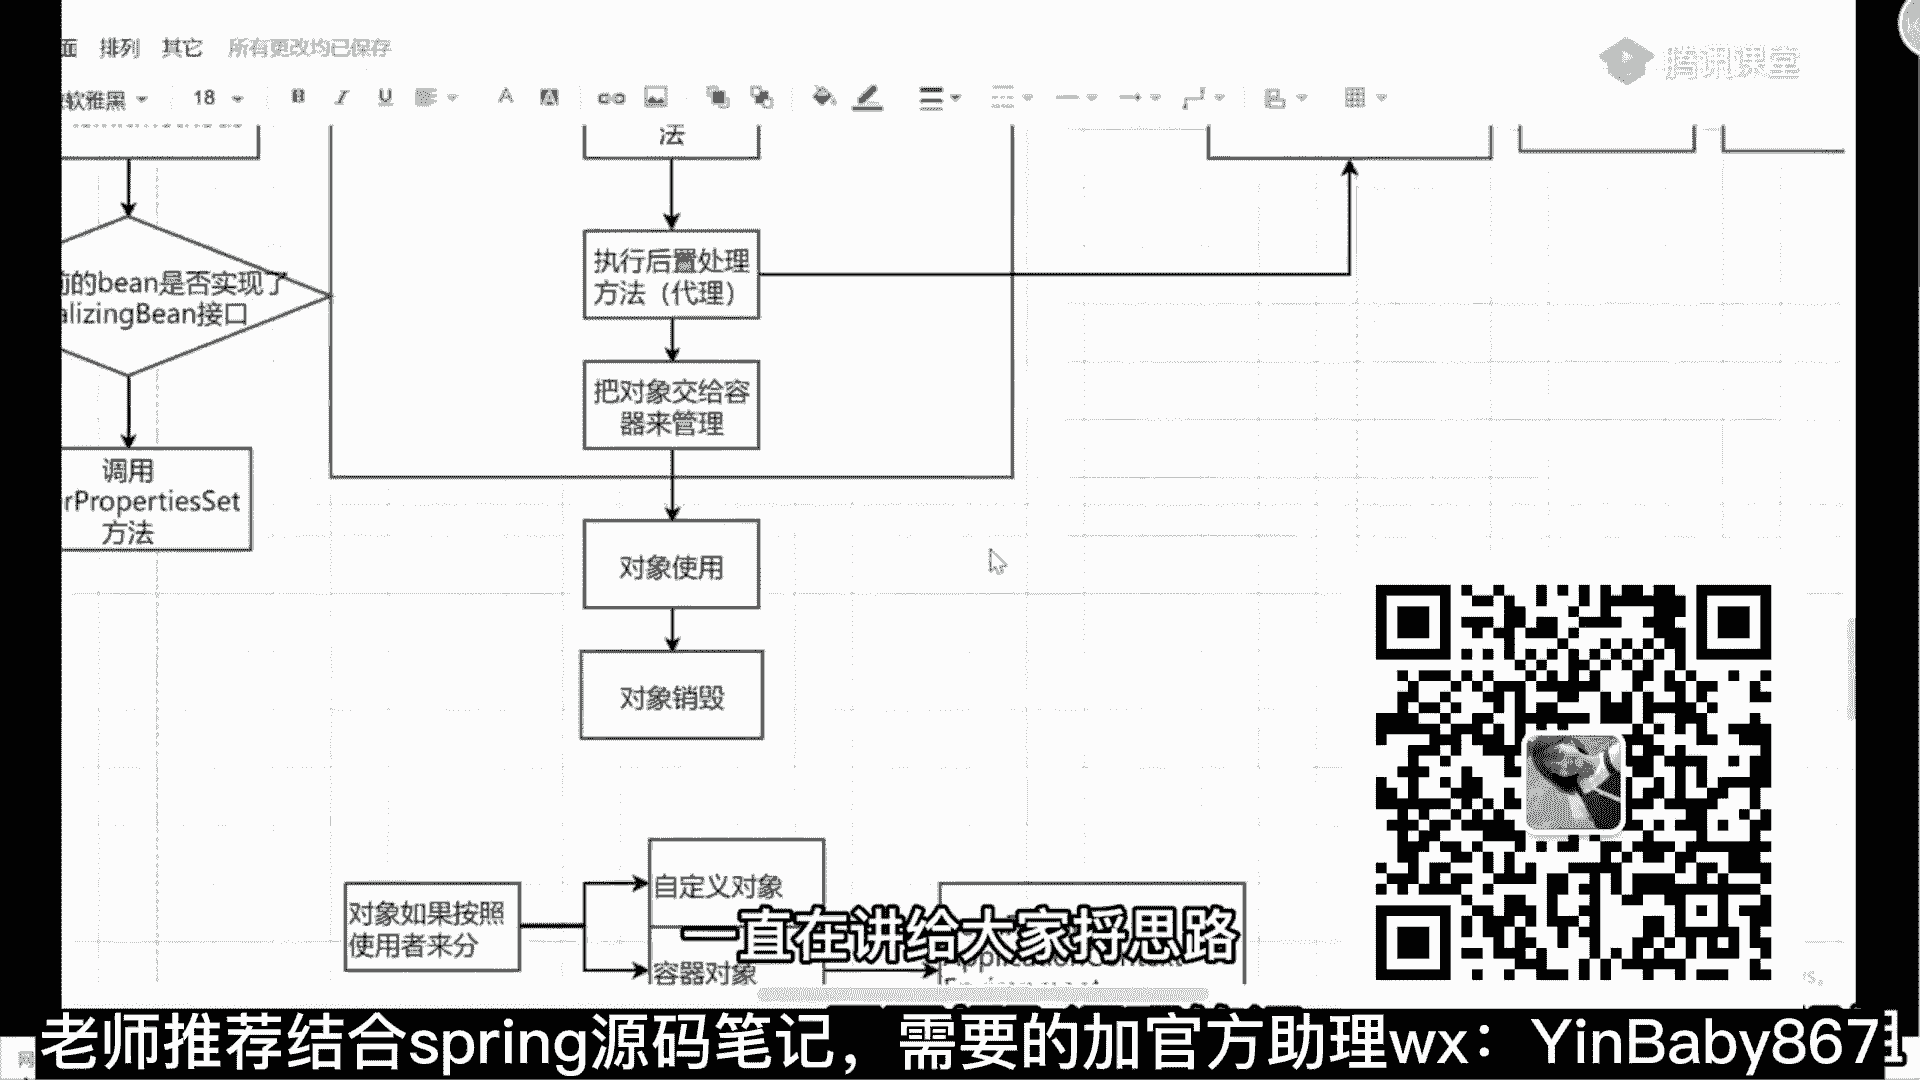 面 排列 其它 所有更改均已保存
腾讯课堂
软雅黑 18 B I U A A
法
执行后置处理
方法（代理）
前的bean是否实现了
alizingBean接口
把对象交给容
器来管理
调用
rPropertiesSet
方法
对象使用
对象销毁
对象如果按照
使用者来分
自定义对象
容器对象
一直在讲给大家捋思路
老师推荐结合spring源码笔记，需要的加官方助理wx：YinBaby8671